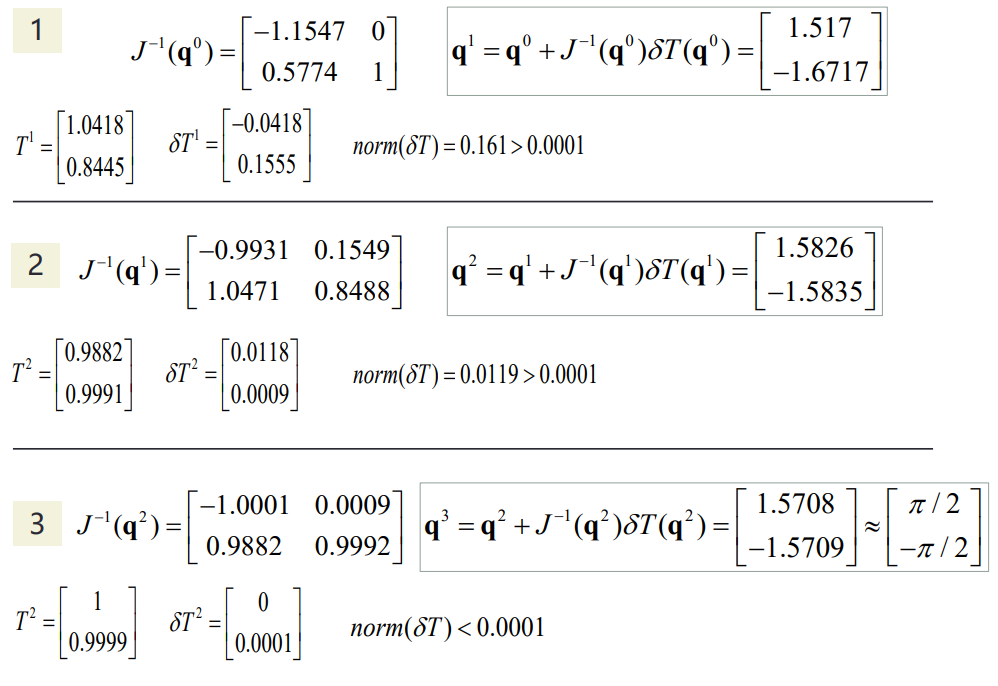 1
J⁻¹(q⁰) = [−1.1547 0; 0.5774 1] q¹ = q⁰ + J⁻¹(q⁰)δT(q⁰) = [1.517; −1.6717]
T¹ = [1.0418; 0.8445] δT¹ = [−0.0418; 0.1555] norm(δT) = 0.161 > 0.0001
2
J⁻¹(q¹) = [−0.9931 0.1549; 1.0471 0.8488] q² = q¹ + J⁻¹(q¹)δT(q¹) = [1.5826; −1.5835]
T² = [0.9882; 0.9991] δT² = [0.0118; 0.0009] norm(δT) = 0.0119 > 0.0001
3
J⁻¹(q²) = [−1.0001 0.0009; 0.9882 0.9992] q³ = q² + J⁻¹(q²)δT(q²) = [1.5708; −1.5709] ≈ [π / 2; −π / 2]
T² = [1; 0.9999] δT² = [0; 0.0001] norm(δT) < 0.0001